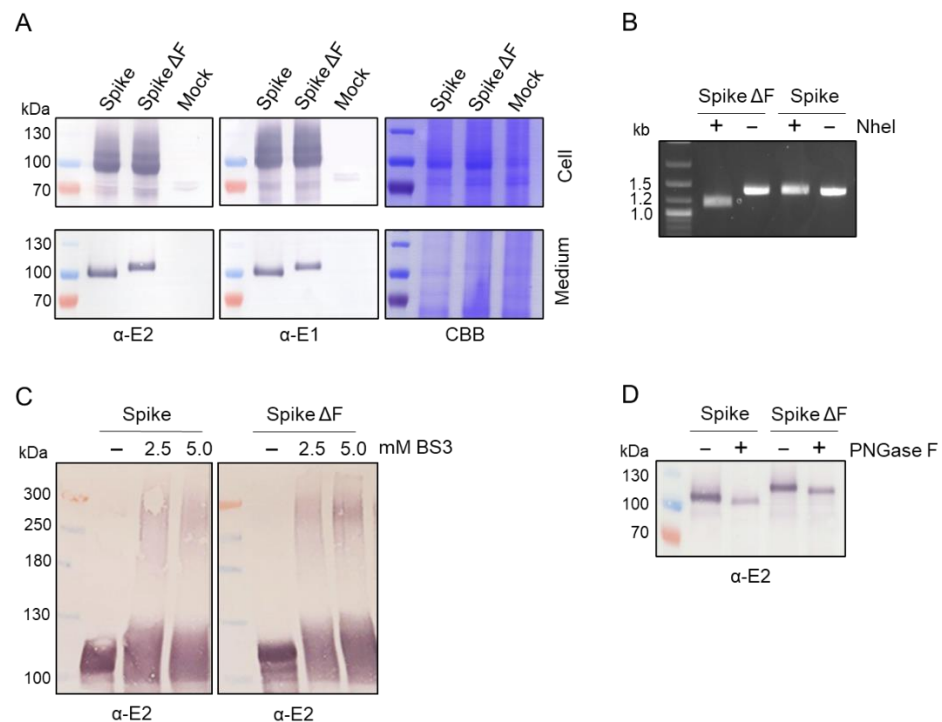 A
Spike Spike ΔF Mock Spike Spike ΔF Mock Spike Spike ΔF Mock
kDa
130
100
70
Cell
130
100
70
Medium
α-E2 α-E1 CBB
B
Spike ΔF Spike
kb + − + − NheI
1.5
1.2
1.0
C
Spike Spike ΔF
kDa − 2.5 5.0 − 2.5 5.0 mM BS3
300
250
180
130
100
α-E2 α-E2
D
Spike Spike ΔF
kDa − + − + PNGase F
130
100
70
α-E2